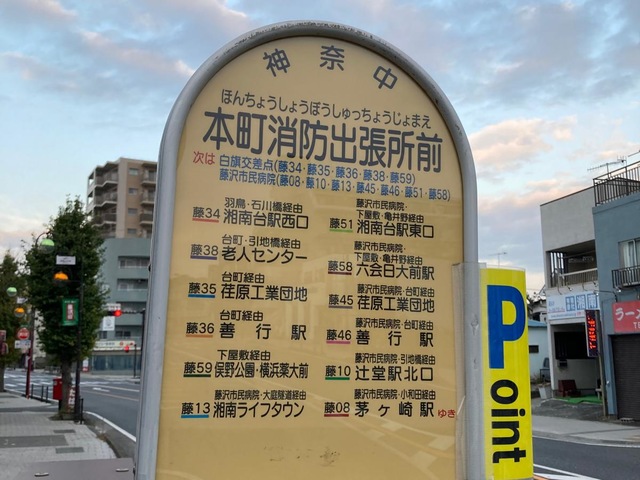 神奈中
ほんちょうしょうぼうしゅっちょうじょまえ
本町消防出張所前
次は 白旗交差点(藤34・藤35・藤36・藤38・藤59)
藤沢市民病院(藤08・藤10・藤13・藤45・藤46・藤51・藤58)
羽鳥・石川橋経由
藤34 湘南台駅西口
台町・引地橋経由
藤38 老人センター
台町経由
藤35 荏原工業団地
台町経由
藤36 善行駅
下屋敷経由
藤59 俣野公園・横浜薬大前
藤沢市民病院・大庭隧道経由
藤13 湘南ライフタウン
藤沢市民病院・
下屋敷・亀井野経由
藤51 湘南台駅東口
藤沢市民病院・
下屋敷・亀井野経由
藤58 六会日大前駅
藤沢市民病院・台町経由
藤45 荏原工業団地
藤沢市民病院・台町経由
藤46 善行駅
藤沢市民病院・引地橋経由
藤10 辻堂駅北口
藤沢市民病院・小和田経由
藤08 茅ヶ崎駅 ゆき
Point
ラーメ